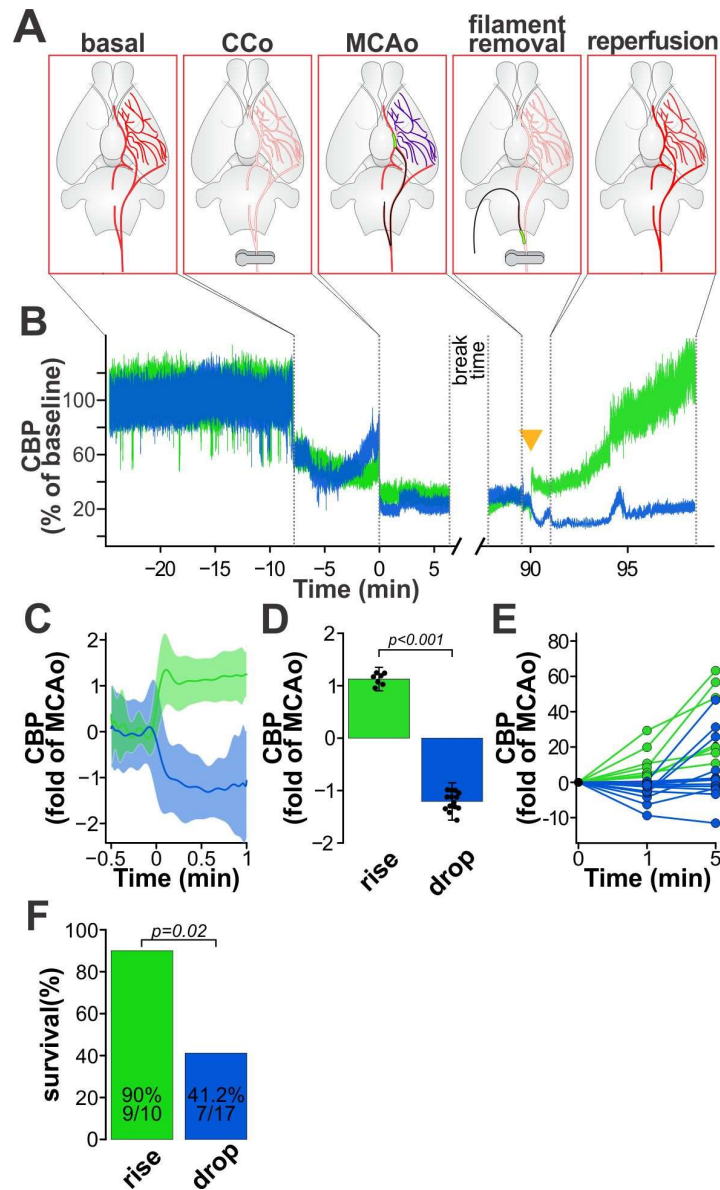 A
basal
CCo
MCAo
filament
removal
reperfusion
B
CBP
(% of baseline)
100
60
20
break
time
−20
−15
−10
−5
0
5
90
95
Time (min)
C
CBP
(fold of MCAo)
2
1
0
−1
−2
−0.5
0
0.5
1
Time (min)
D
CBP
(fold of MCAo)
2
1
0
-1
−2
p<0.001
rise
drop
E
CBP
(fold of MCAo)
80
60
40
20
0
-10
0
1
5
Time (min)
F
survival(%)
100
80
60
40
20
0
p=0.02
90%
9/10
41.2%
7/17
rise
drop